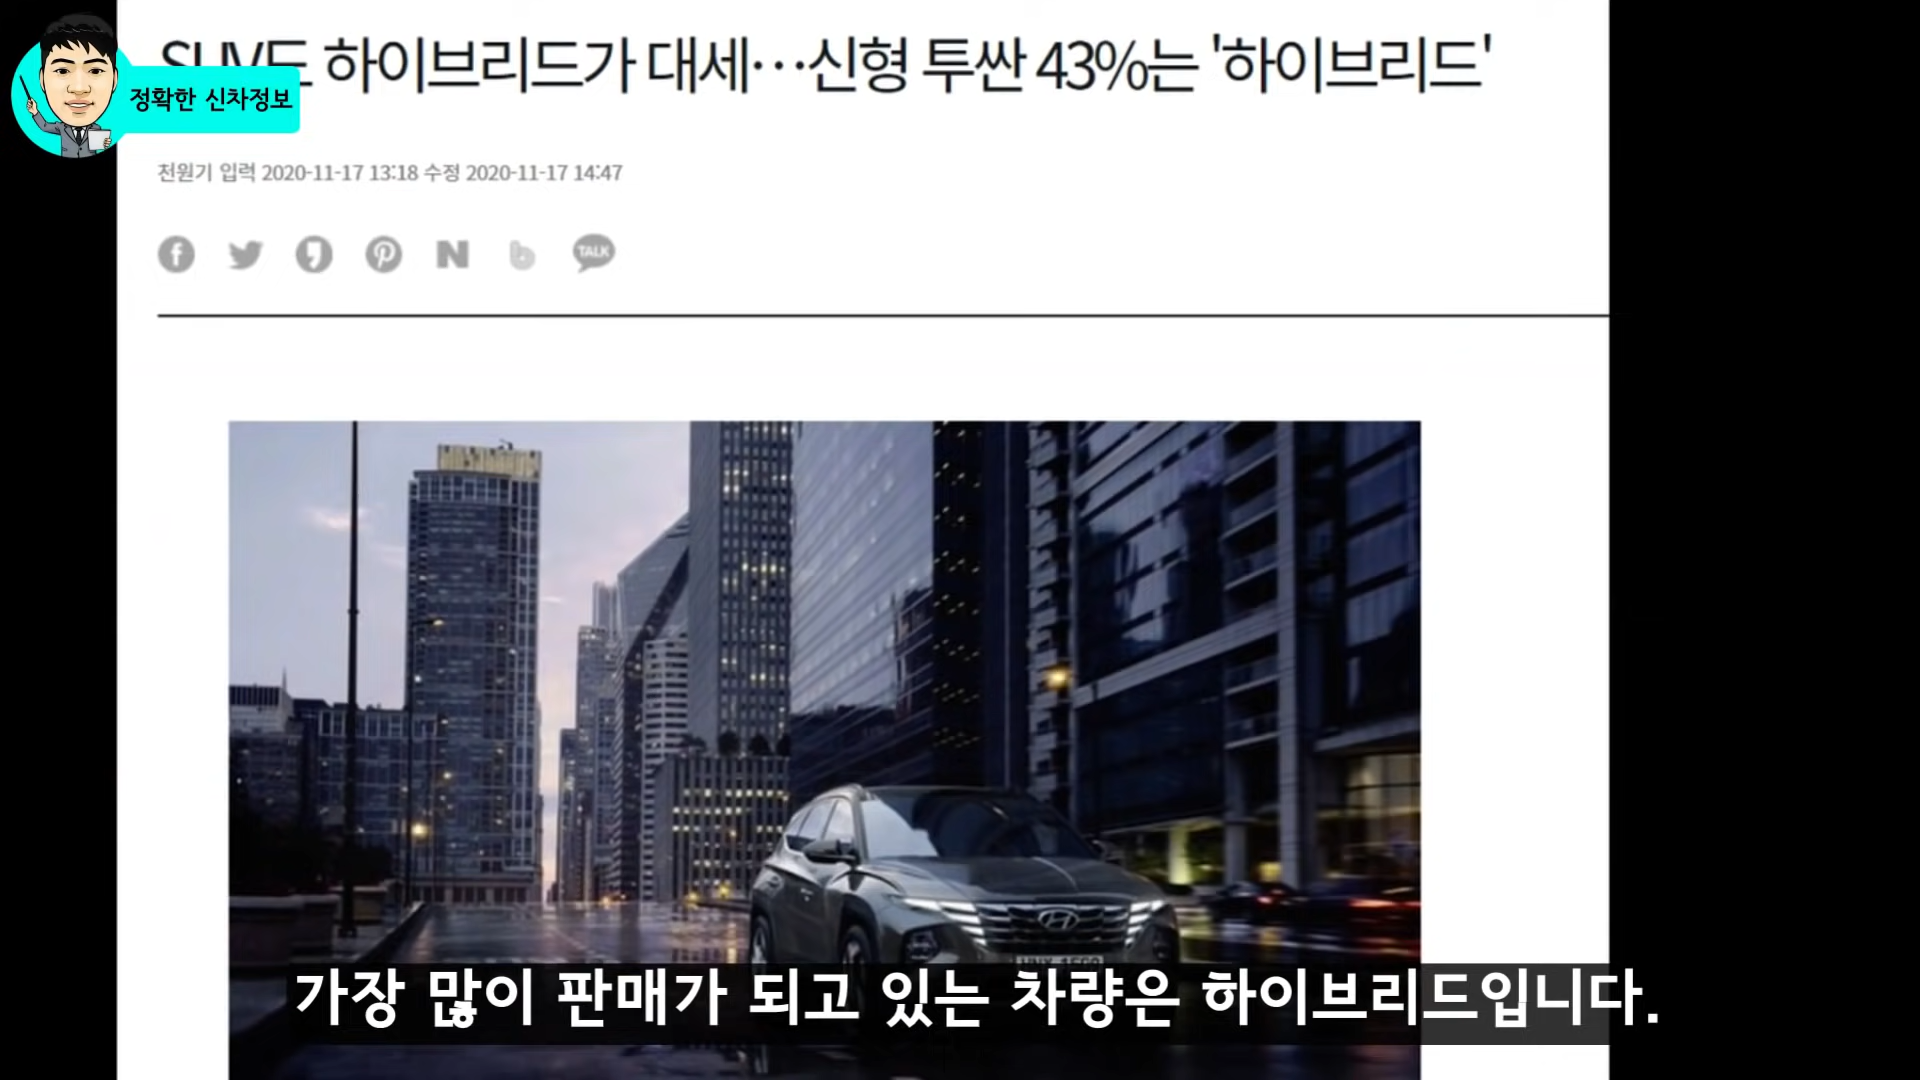 SUV도 하이브리드가 대세…신형 투싼 43%는 '하이브리드'
정확한 신차정보
천원기 입력 2020-11-17 13:18 수정 2020-11-17 14:47
TALK
가장 많이 판매가 되고 있는 차량은 하이브리드입니다.